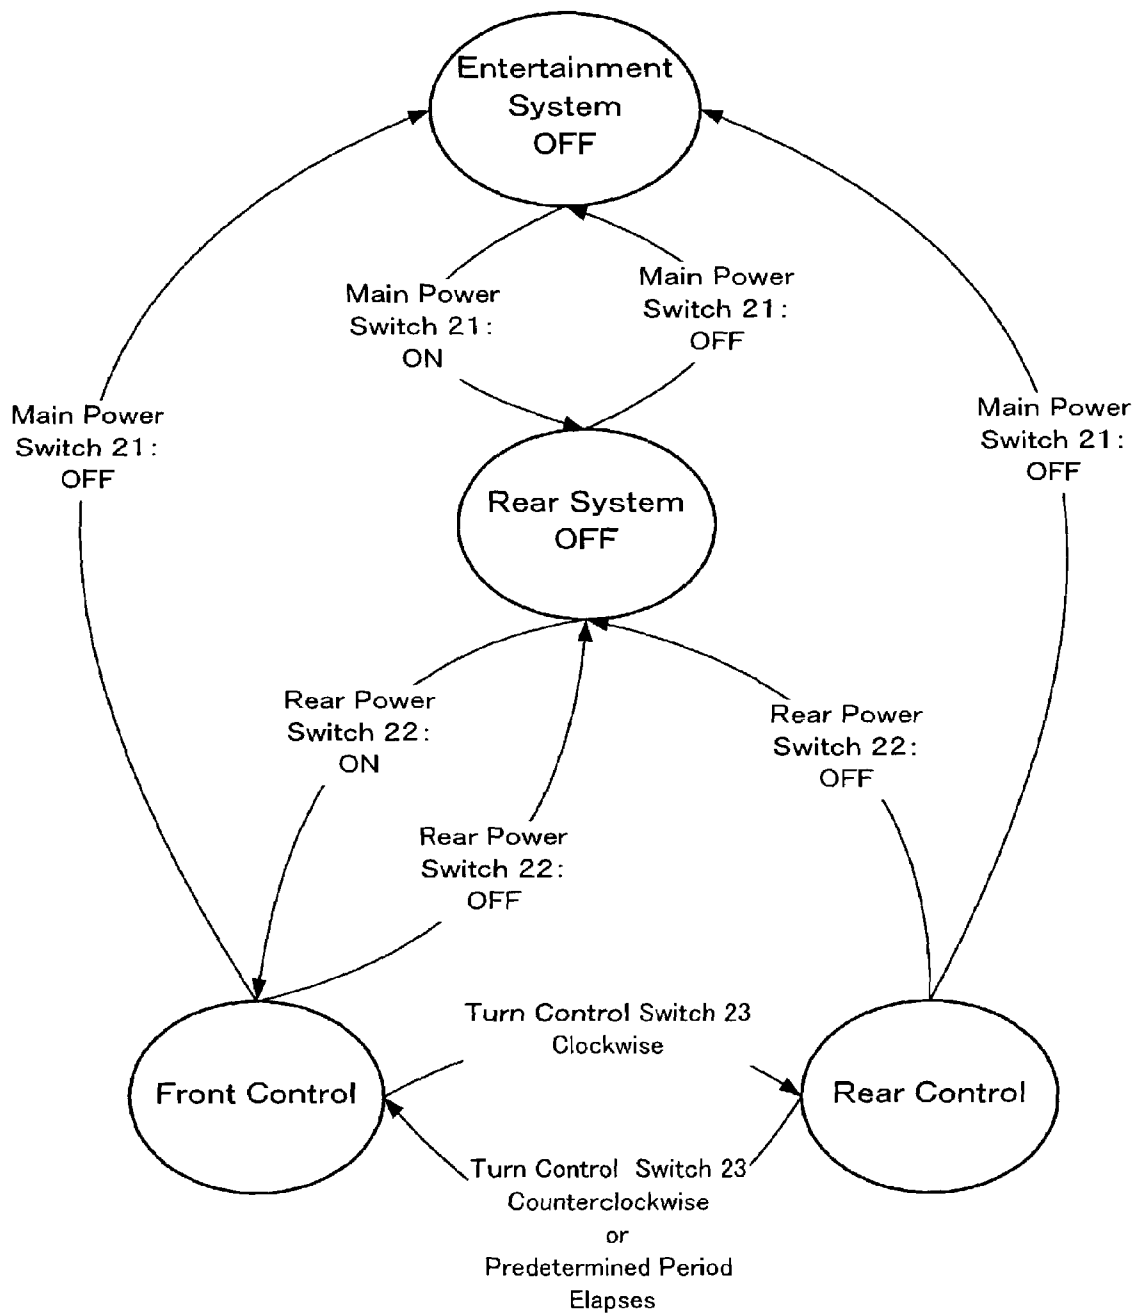 Entertainment
System
OFF
Main Power
Switch 21:
ON
Main Power
Switch 21:
OFF
Main Power
Switch 21:
OFF
Main Power
Switch 21:
OFF
Rear System
OFF
Rear Power
Switch 22:
ON
Rear Power
Switch 22:
OFF
Rear Power
Switch 22:
OFF
Turn Control Switch 23
Clockwise
Front Control
Rear Control
Turn Control Switch 23
Counterclockwise
or
Predetermined Period
Elapses